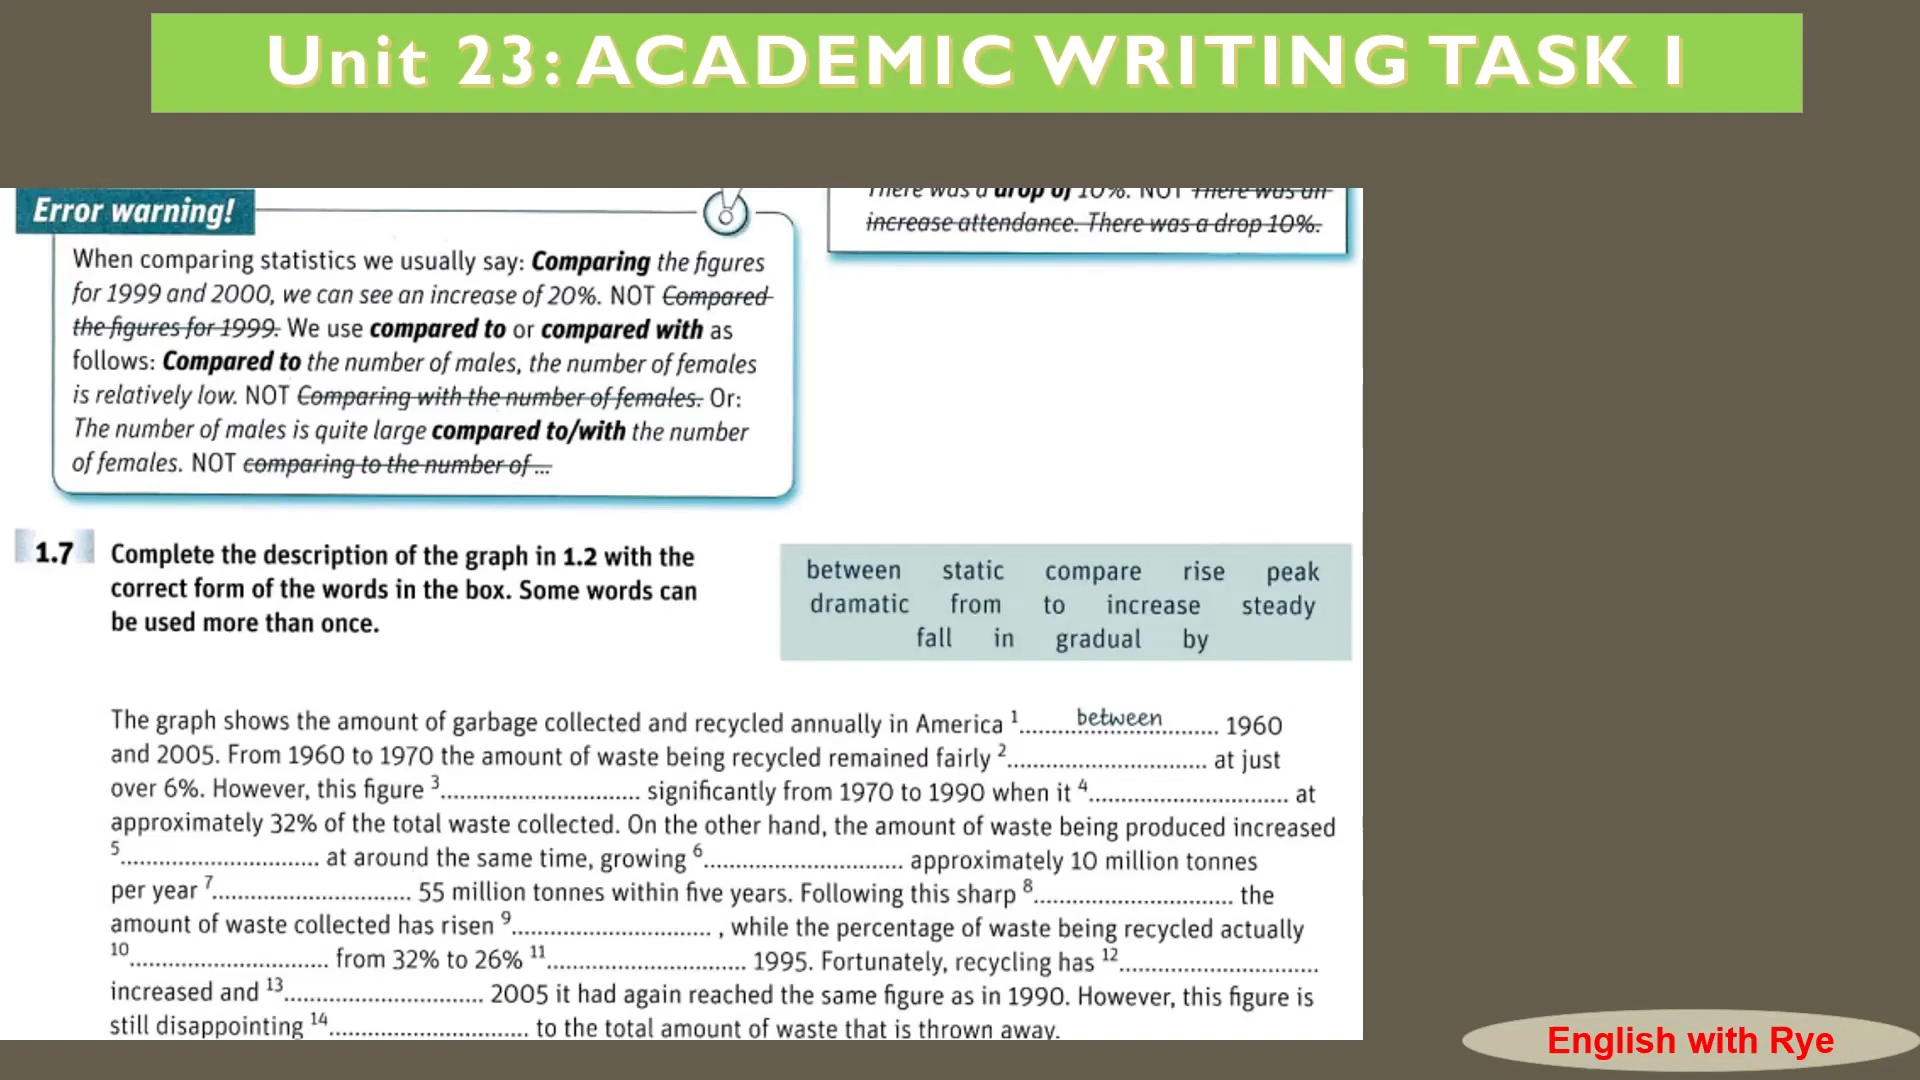 Unit 23: ACADEMIC WRITING TASK 1
Error warning!
When comparing statistics we usually say: Comparing the figures
for 1999 and 2000, we can see an increase of 20%. NOT Compared
the figures for 1999. We use compared to or compared with as
follows: Compared to the number of males, the number of females
is relatively low. NOT Comparing with the number of females. Or:
The number of males is quite large compared to/with the number
of females. NOT comparing to the number of ...
There was a drop of 10%. NOT There was an
increase attendance. There was a drop 10%.
1.7 Complete the description of the graph in 1.2 with the
correct form of the words in the box. Some words can
be used more than once.
between static compare rise peak
dramatic from to increase steady
fall in gradual by
The graph shows the amount of garbage collected and recycled annually in America 1 between 1960
and 2005. From 1960 to 1970 the amount of waste being recycled remained fairly 2 .............................. at just
over 6%. However, this figure 3 .............................. significantly from 1970 to 1990 when it 4 .............................. at
approximately 32% of the total waste collected. On the other hand, the amount of waste being produced increased
5 .............................. at around the same time, growing 6 .............................. approximately 10 million tonnes
per year 7 .............................. 55 million tonnes within five years. Following this sharp 8 .............................. the
amount of waste collected has risen 9 .............................. , while the percentage of waste being recycled actually
10 .............................. from 32% to 26% 11 .............................. 1995. Fortunately, recycling has 12 ..............................
increased and 13 .............................. 2005 it had again reached the same figure as in 1990. However, this figure is
still disappointing 14 .............................. to the total amount of waste that is thrown away.
English with Rye